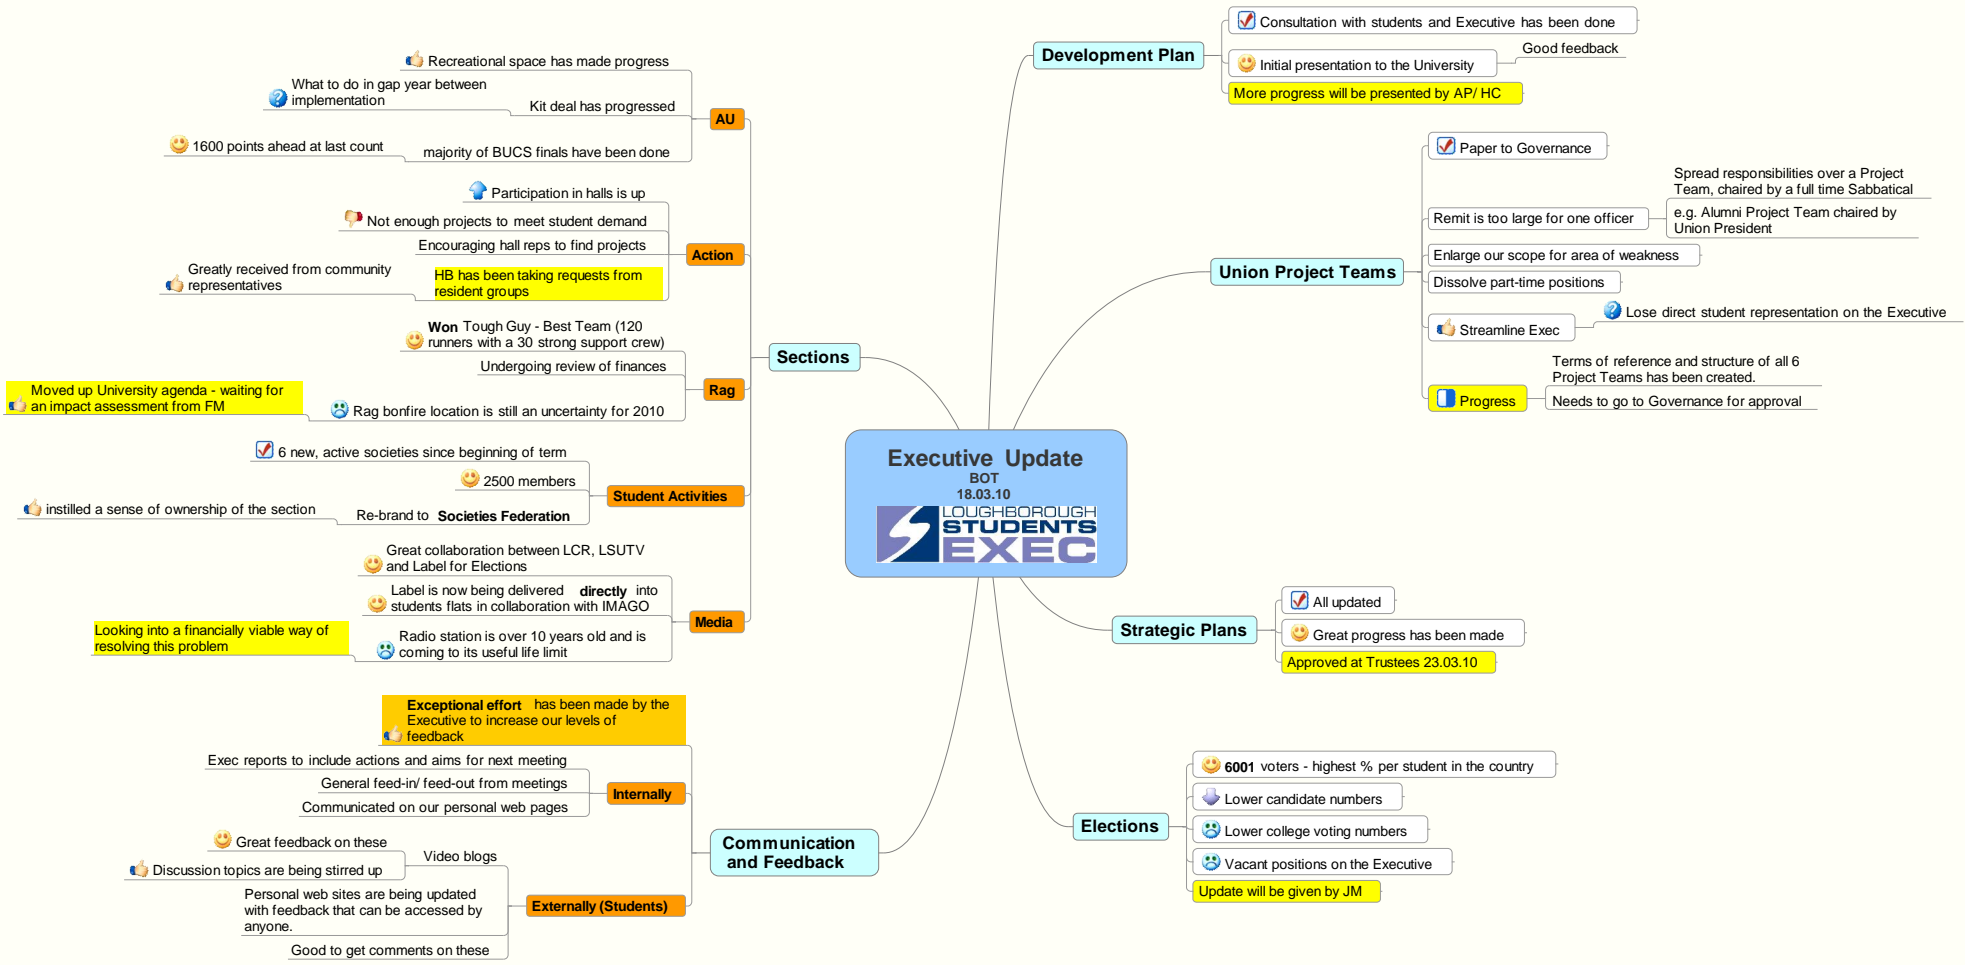 Executive Update
BOT
18.03.10
LOUGHBOROUGH
STUDENTS
EXEC
Development Plan
Consultation with students and Executive has been done
Initial presentation to the University
Good feedback
More progress will be presented by AP/ HC
Union Project Teams
Paper to Governance
Remit is too large for one officer
Spread responsibilities over a Project
Team, chaired by a full time Sabbatical
e.g. Alumni Project Team chaired by
Union President
Enlarge our scope for area of weakness
Dissolve part-time positions
Streamline Exec
Lose direct student representation on the Executive
Progress
Terms of reference and structure of all 6
Project Teams has been created.
Needs to go to Governance for approval
Strategic Plans
All updated
Great progress has been made
Approved at Trustees 23.03.10
Elections
6001 voters - highest % per student in the country
Lower candidate numbers
Lower college voting numbers
Vacant positions on the Executive
Update will be given by JM
Sections
AU
Recreational space has made progress
Kit deal has progressed
What to do in gap year between
implementation
majority of BUCS finals have been done
1600 points ahead at last count
Action
Participation in halls is up
Not enough projects to meet student demand
Encouraging hall reps to find projects
HB has been taking requests from
resident groups
Greatly received from community
representatives
Rag
Won Tough Guy - Best Team (120
runners with a 30 strong support crew)
Undergoing review of finances
Rag bonfire location is still an uncertainty for 2010
Moved up University agenda - waiting for
an impact assessment from FM
Student Activities
6 new, active societies since beginning of term
2500 members
Re-brand to Societies Federation
instilled a sense of ownership of the section
Media
Great collaboration between LCR, LSUTV
and Label for Elections
Label is now being delivered directly into
students flats in collaboration with IMAGO
Radio station is over 10 years old and is
coming to its useful life limit
Looking into a financially viable way of
resolving this problem
Communication
and Feedback
Exceptional effort has been made by the
Executive to increase our levels of
feedback
Internally
Exec reports to include actions and aims for next meeting
General feed-in/ feed-out from meetings
Communicated on our personal web pages
Externally (Students)
Video blogs
Great feedback on these
Discussion topics are being stirred up
Personal web sites are being updated
with feedback that can be accessed by
anyone.
Good to get comments on these